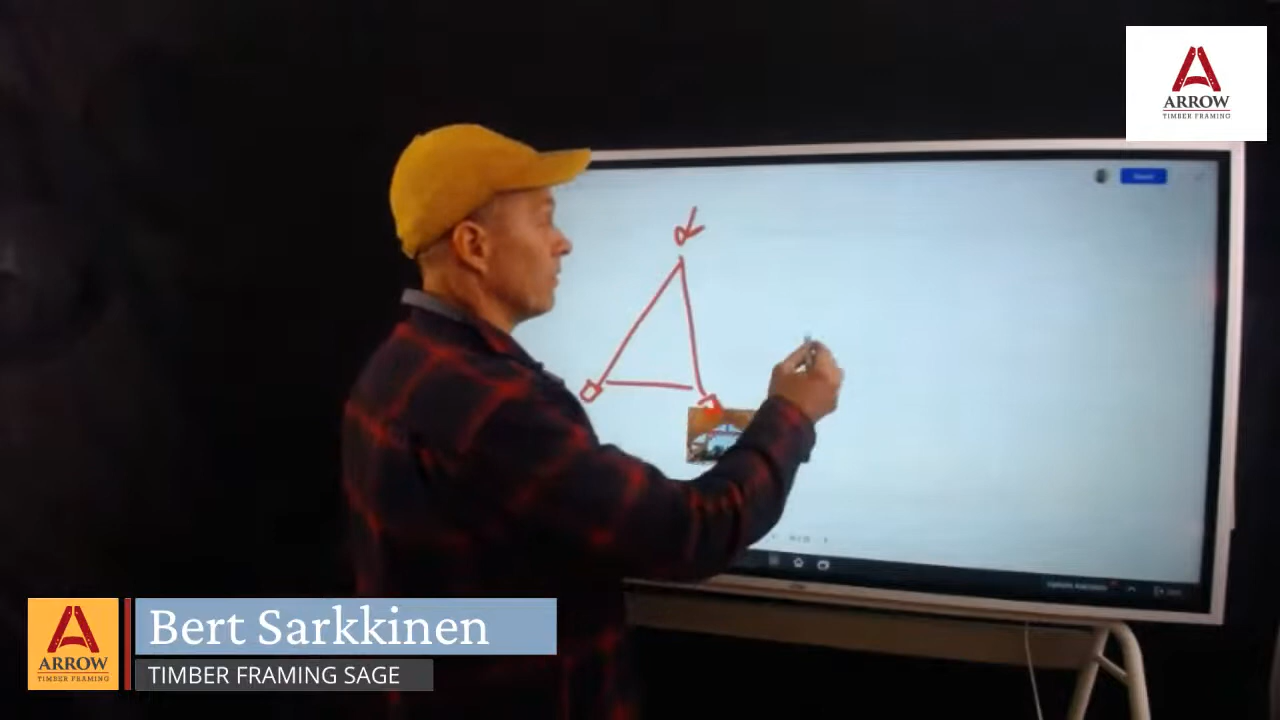 ARROW
TIMBER FRAMING
α
ARROW
TIMBER FRAMING
Bert Sarkkinen
TIMBER FRAMING SAGE